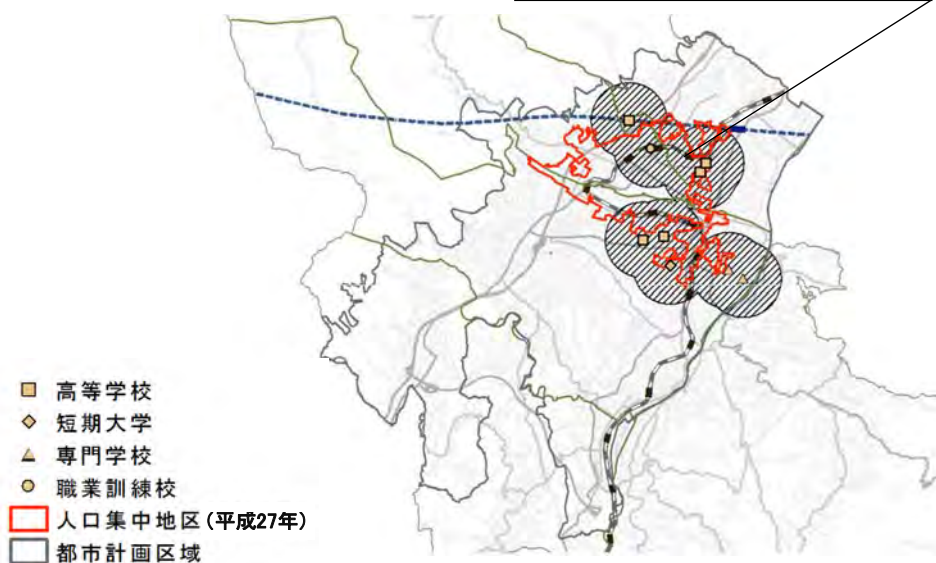 高等学校
短期大学
専門学校
職業訓練校
人口集中地区(平成27年)
都市計画区域